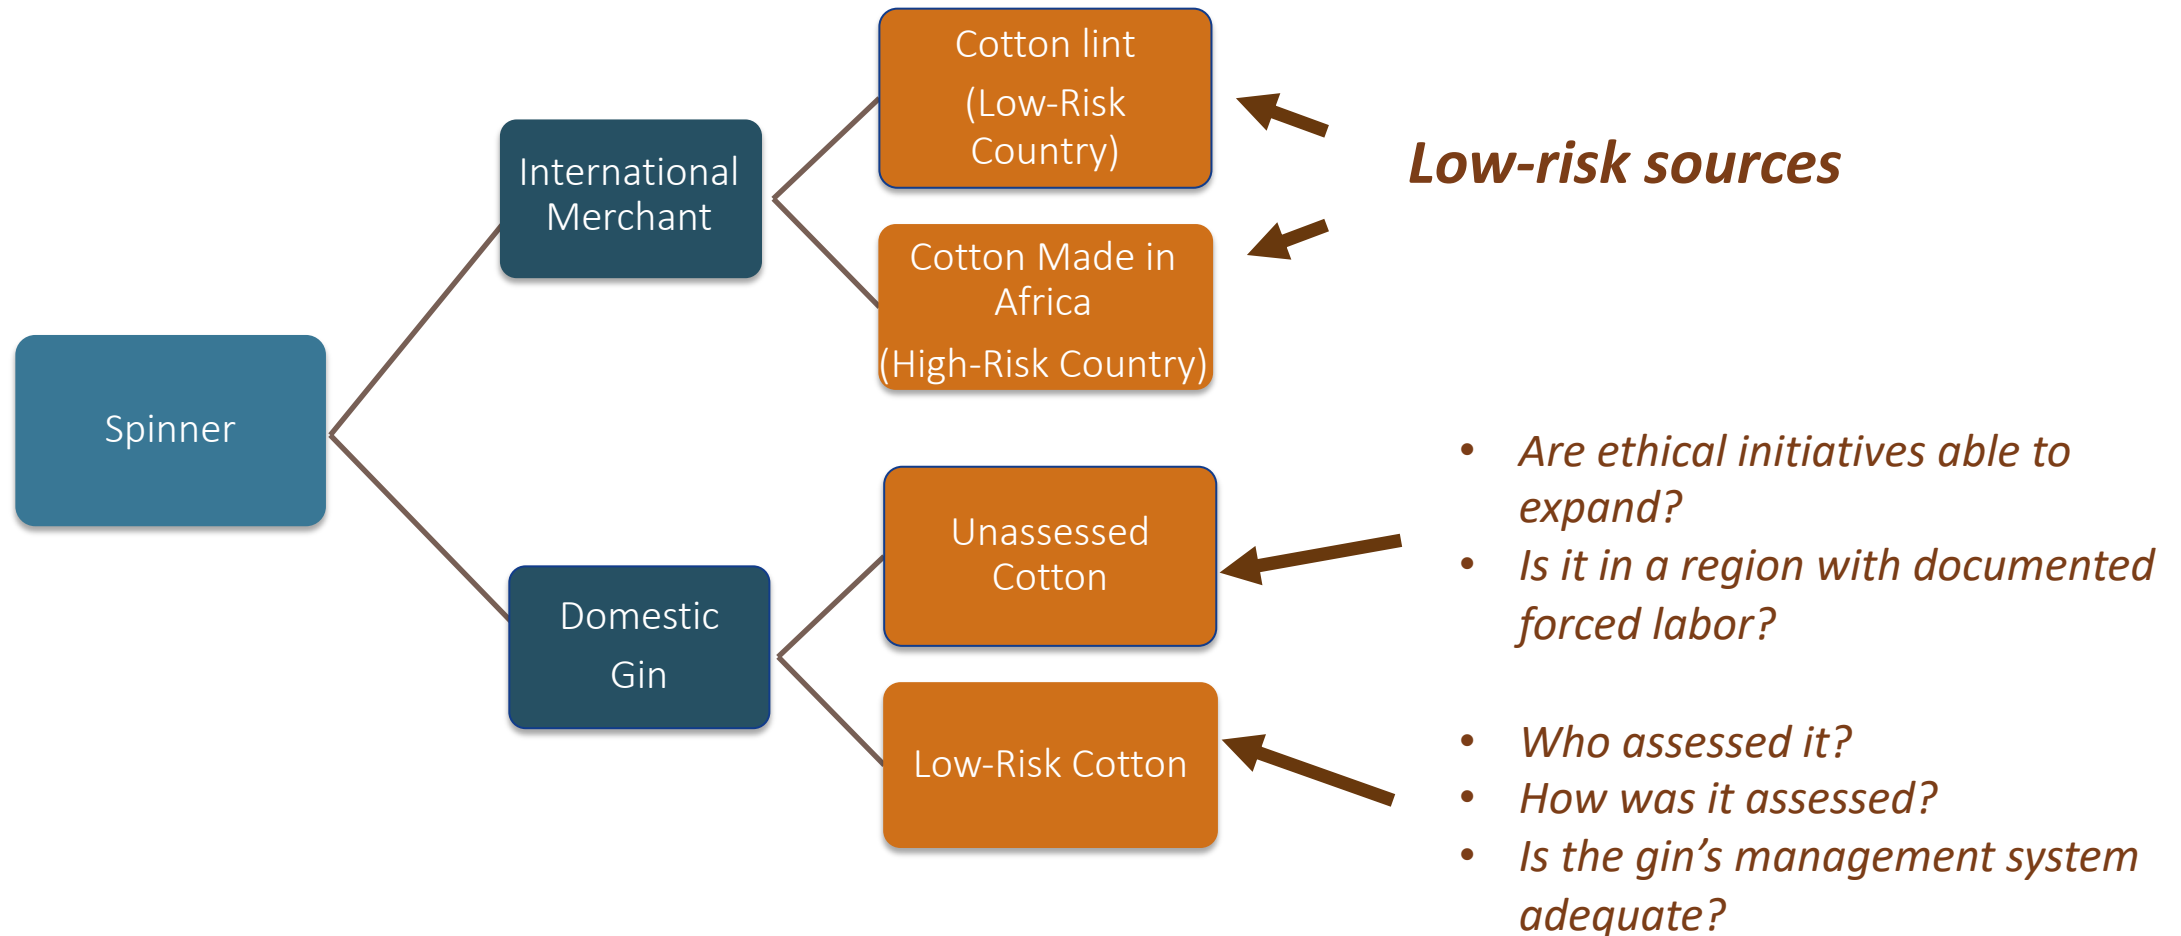 Cotton lint
(Low-Risk
Country)
International
Merchant
Low-risk sources
Cotton Made in
Africa
(High-Risk Country)
Spinner
• Are ethical initiatives able to
expand?
• Is it in a region with documented
forced labor?
Unassessed
Cotton
Domestic
Gin
Low-Risk Cotton
• Who assessed it?
• How was it assessed?
• Is the gin’s management system
adequate?